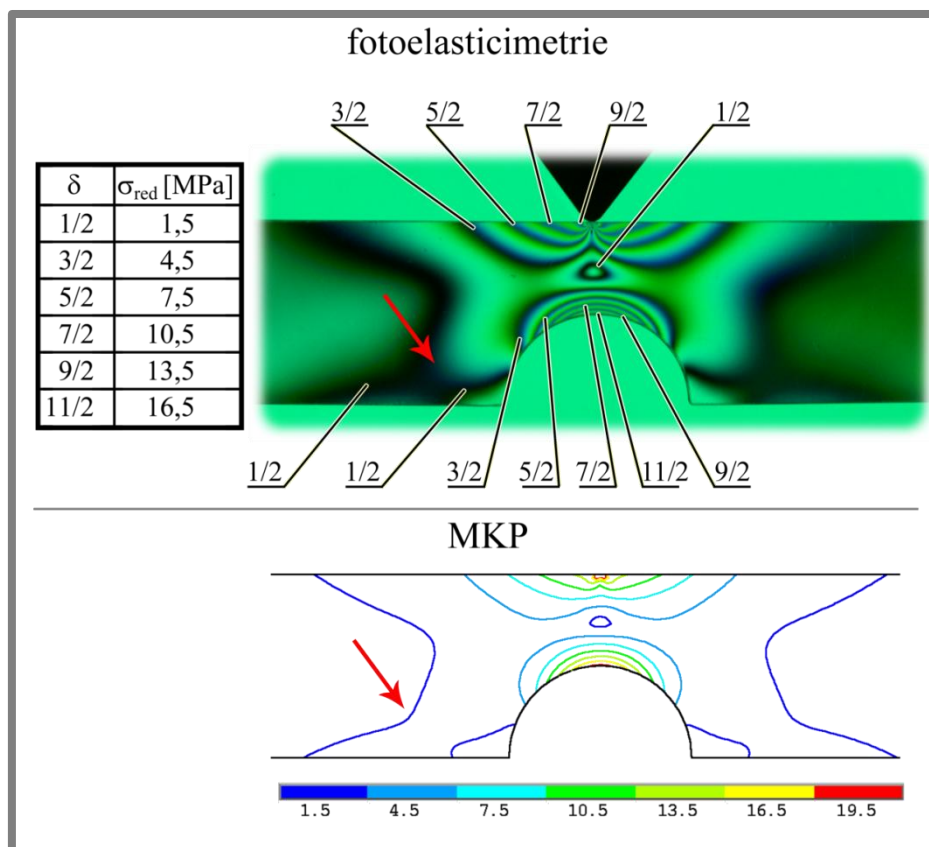 fotoelasticimetrie
3/2 5/2 7/2 9/2 1/2
δ σred [MPa]
1/2 1,5
3/2 4,5
5/2 7,5
7/2 10,5
9/2 13,5
11/2 16,5
1/2 1/2 3/2 5/2 7/2 11/2 9/2
MKP
1.5 4.5 7.5 10.5 13.5 16.5 19.5